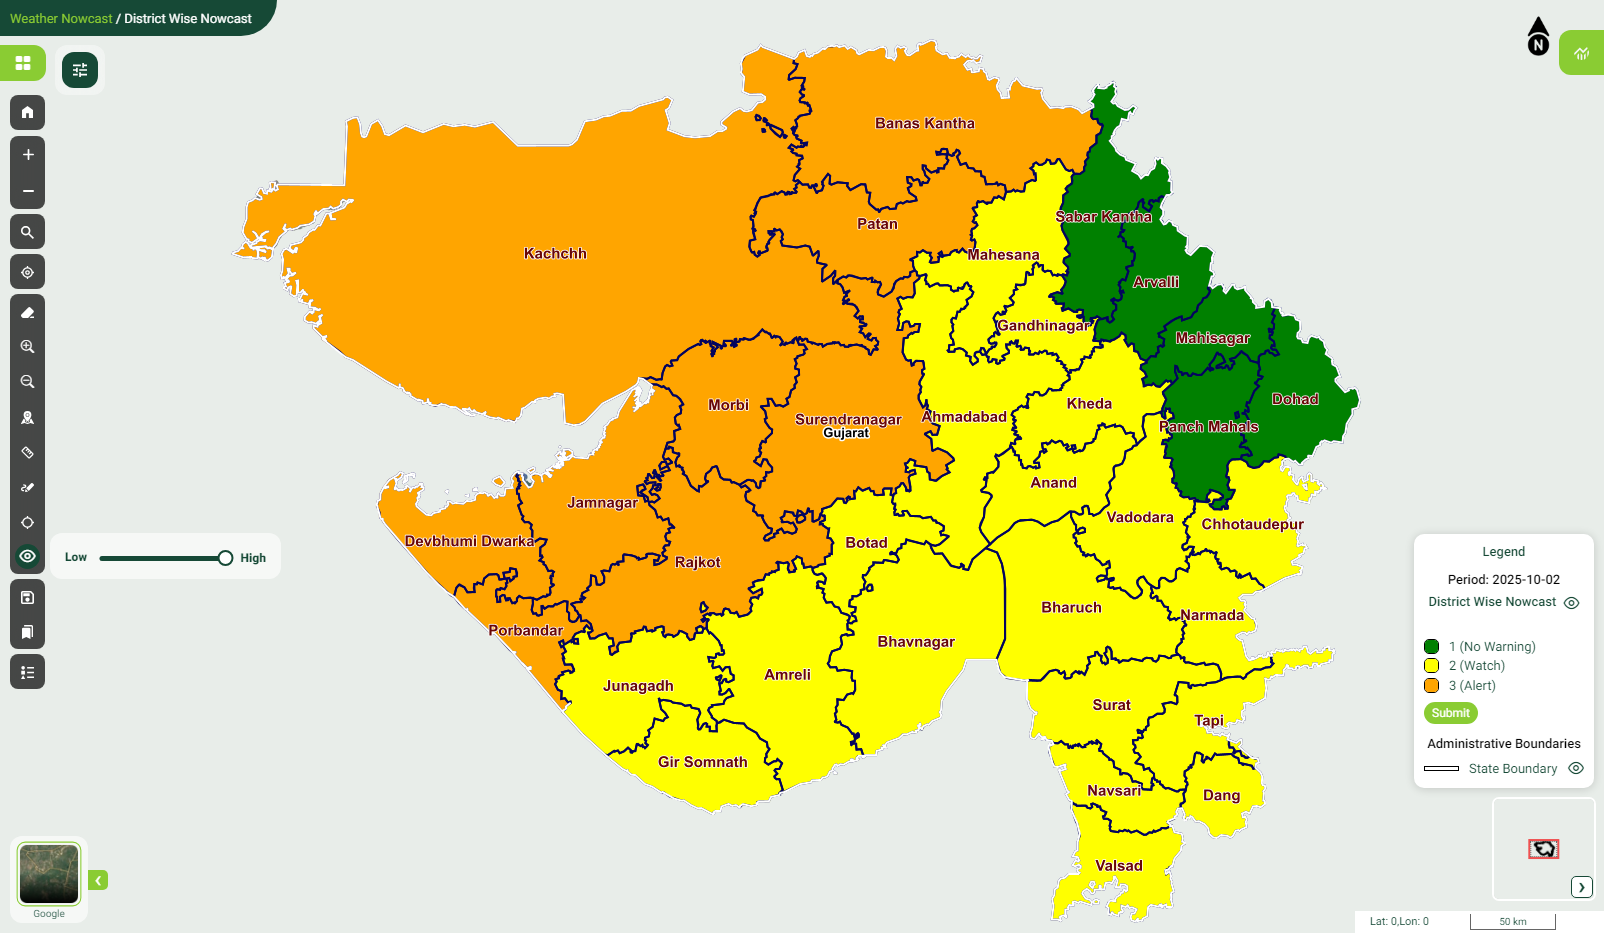 Weather Nowcast / District Wise Nowcast
N
Banas Kantha
Sabar Kantha
Patan
Kachchh
Mahesana
Arvalli
Gandhinagar
Mahisagar
Dohad
Morbi
Kheda
Surendranagar
Ahmadabad
Gujarat
Panch Mahals
Anand
Jamnagar
Vadodara
Chhotaudepur
Devbhumi Dwarka
Botad
Rajkot
Bharuch
Narmada
Porbandar
Bhavnagar
Amreli
Junagadh
Surat
Tapi
Gir Somnath
Navsari
Dang
Valsad
Low
High
Legend
Period: 2025-10-02
District Wise Nowcast
1 (No Warning)
2 (Watch)
3 (Alert)
Submit
Administrative Boundaries
State Boundary
Google
Lat: 0,Lon: 0
50 km